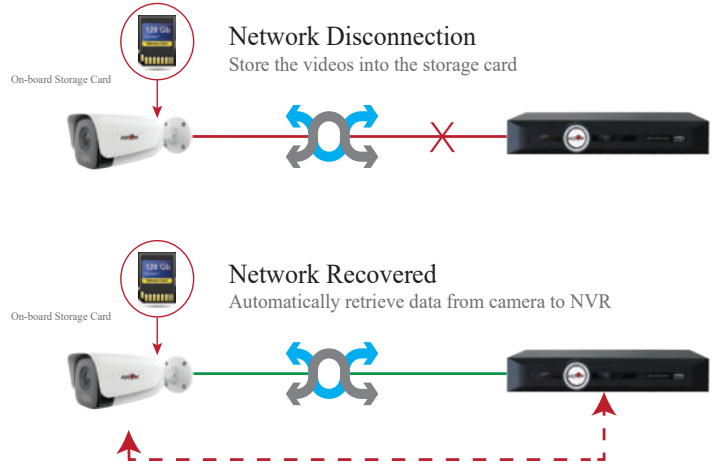 128 Gb
Network Disconnection
Store the videos into the storage card
On-board Storage Card
128 Gb
Network Recovered
Automatically retrieve data from camera to NVR
On-board Storage Card